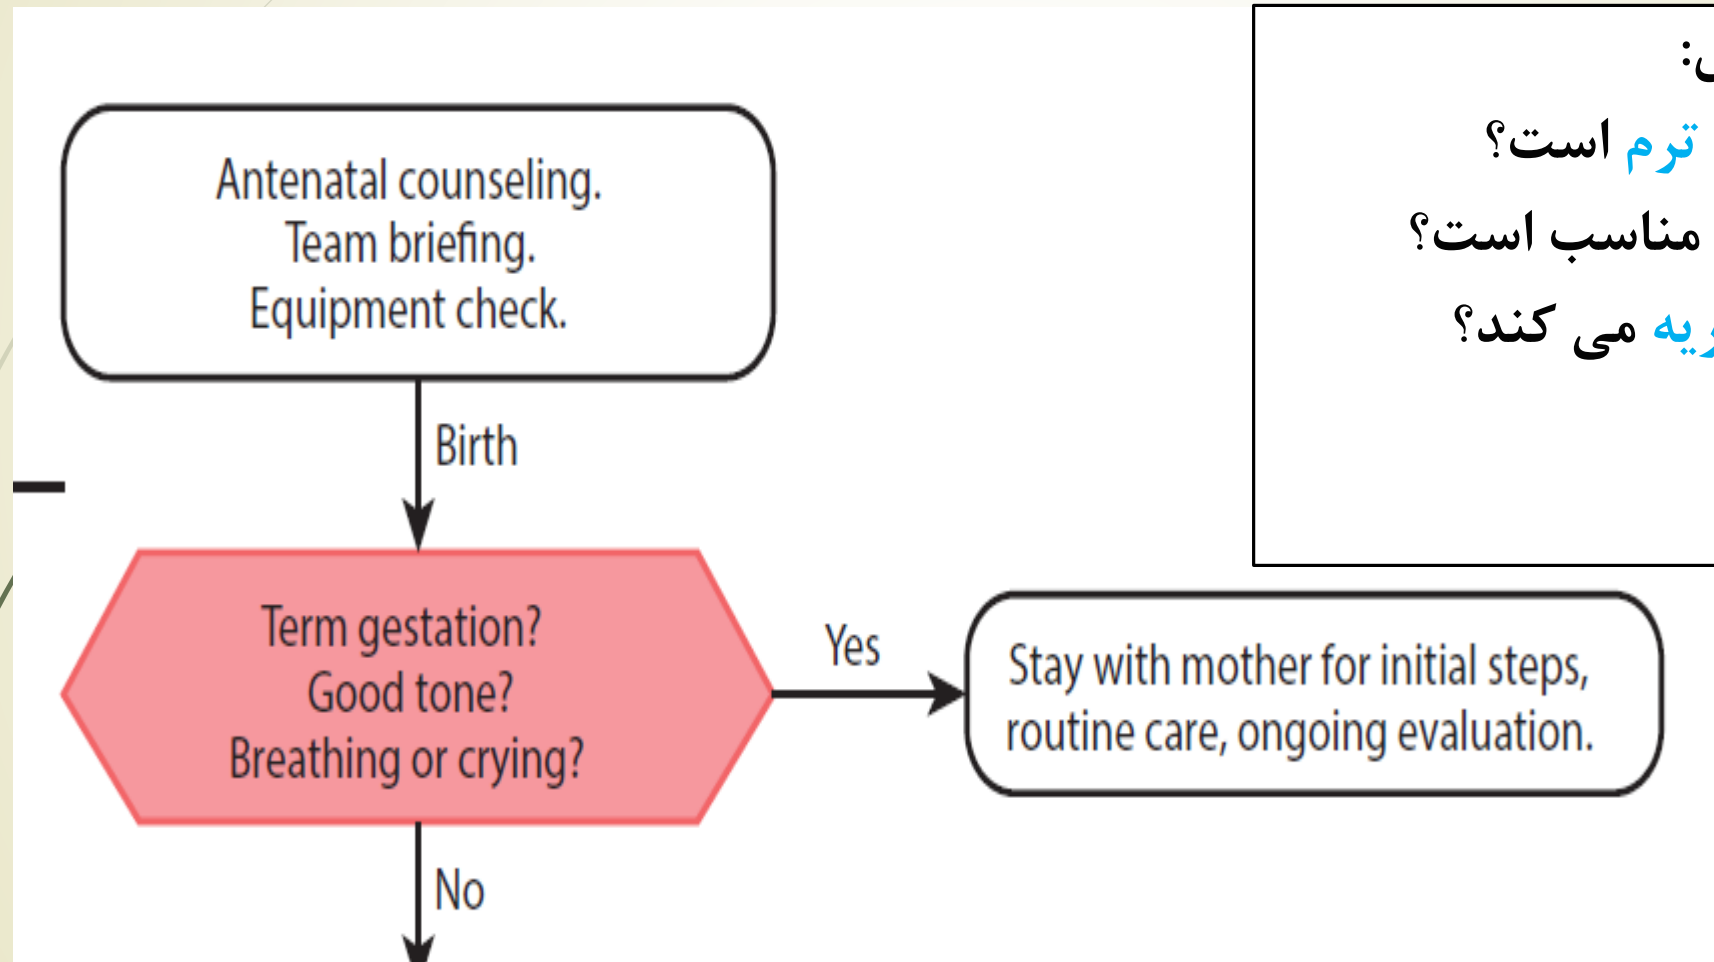 Antenatal counseling.
Team briefing.
Equipment check.
Birth
Term gestation?
Good tone?
Breathing or crying?
Yes
Stay with mother for initial steps,
routine care, ongoing evaluation.
No
ترم است؟
مناسب است؟
می کند؟